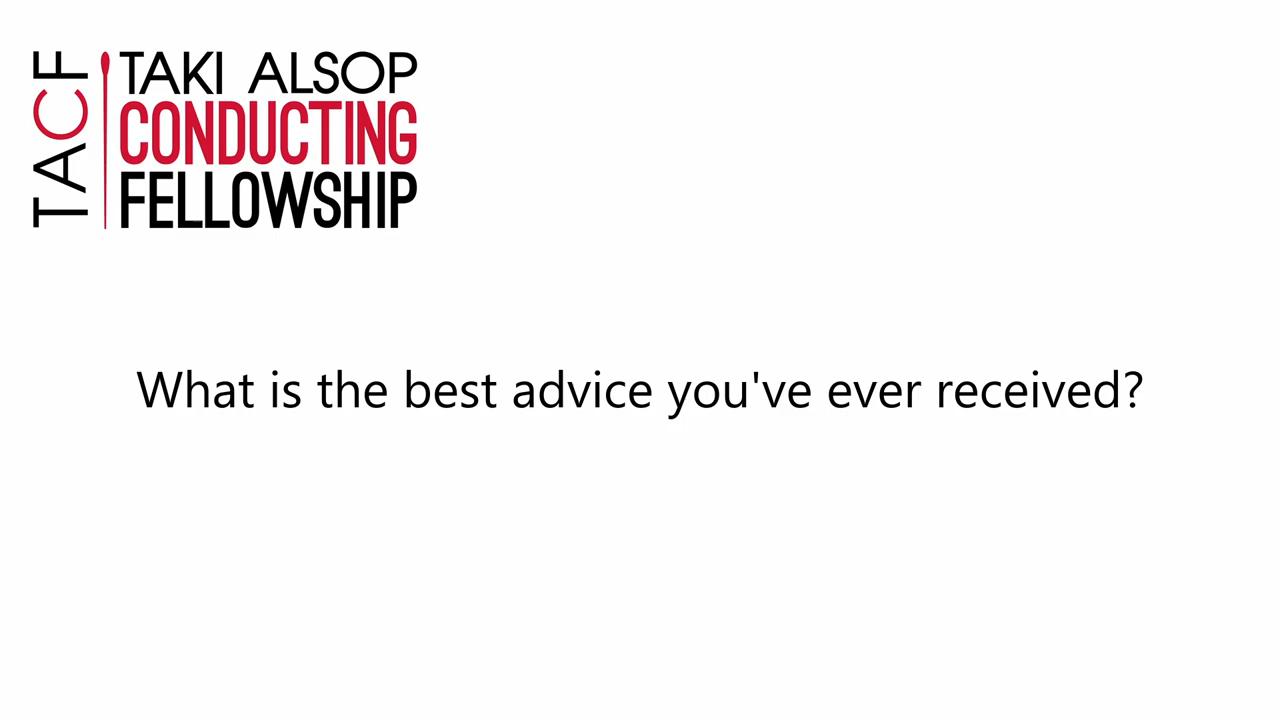 TACF
TAKI ALSOP
CONDUCTING
FELLOWSHIP
What is the best advice you've ever received?